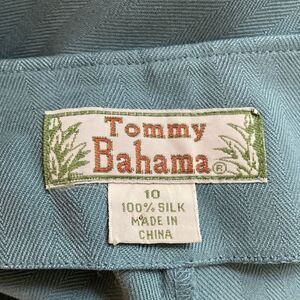 Tommy
Bahama®
10
100% SILK
MADE IN
CHINA